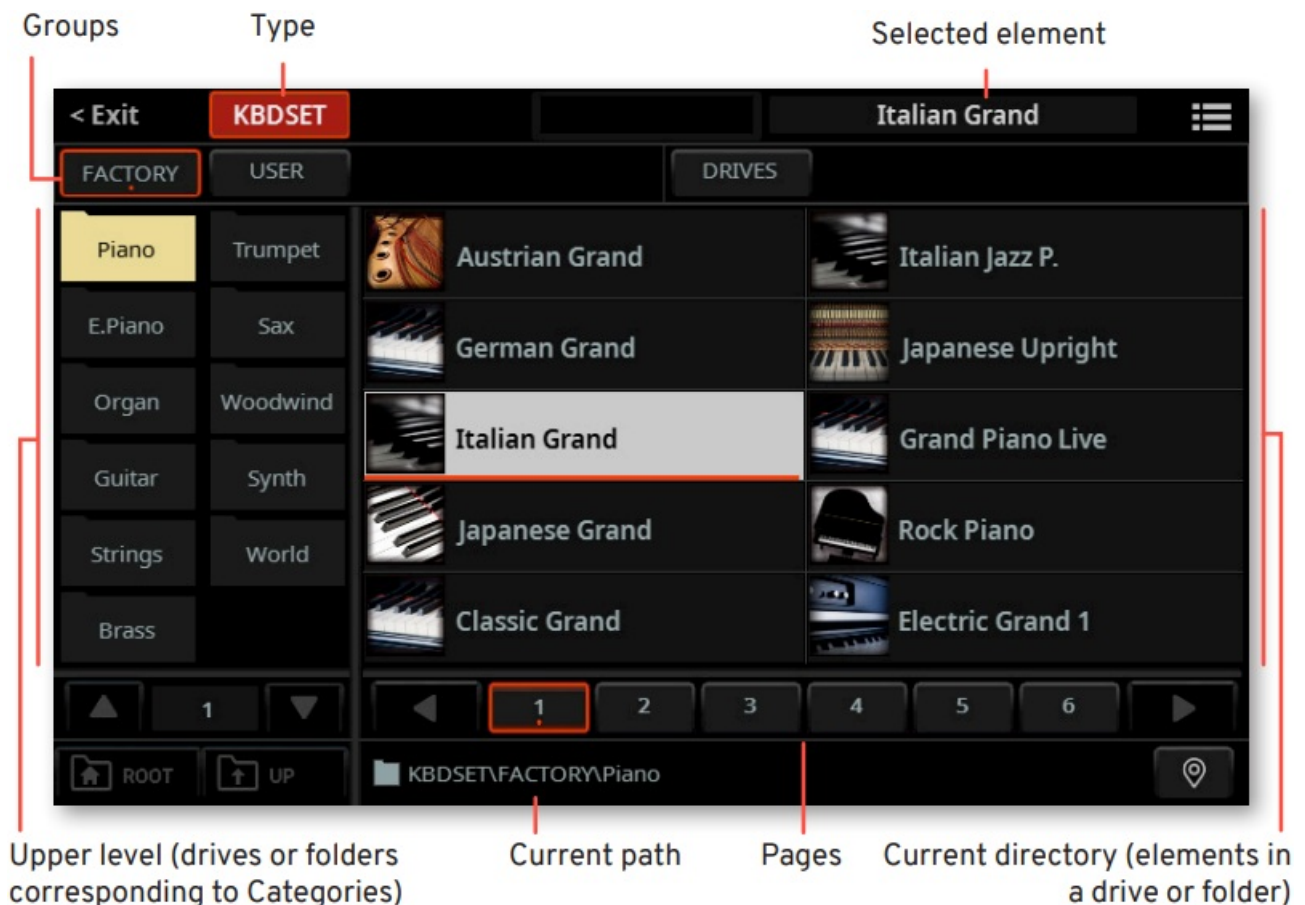 Groups
Type
Selected element
< Exit
KBDSET
Italian Grand
FACTORY
USER
DRIVES
Piano
Trumpet
E.Piano
Sax
Organ
Woodwind
Guitar
Synth
Strings
World
Brass
Austrian Grand
Italian Jazz P.
German Grand
Japanese Upright
Italian Grand
Grand Piano Live
Japanese Grand
Rock Piano
Classic Grand
Electric Grand 1
1
1
2
3
4
5
6
ROOT
UP
KBDSET\FACTORY\Piano
Upper level (drives or folders
corresponding to Categories)
Current path
Pages
Current directory (elements in
a drive or folder)